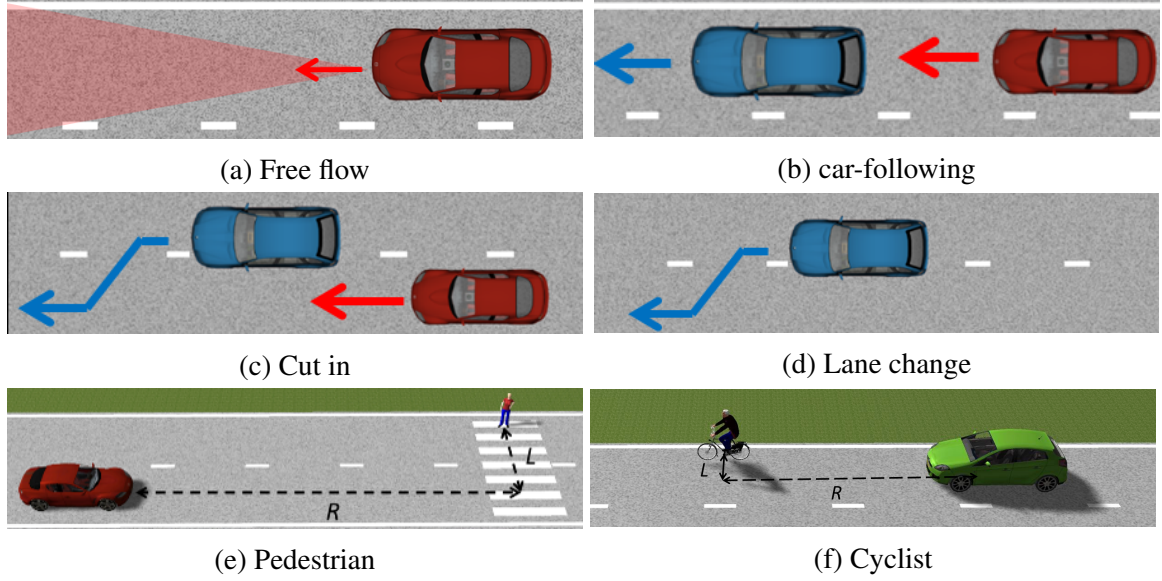 (a) Free flow
(b) car-following
(c) Cut in
(d) Lane change
L
R
L
R
(e) Pedestrian
(f) Cyclist